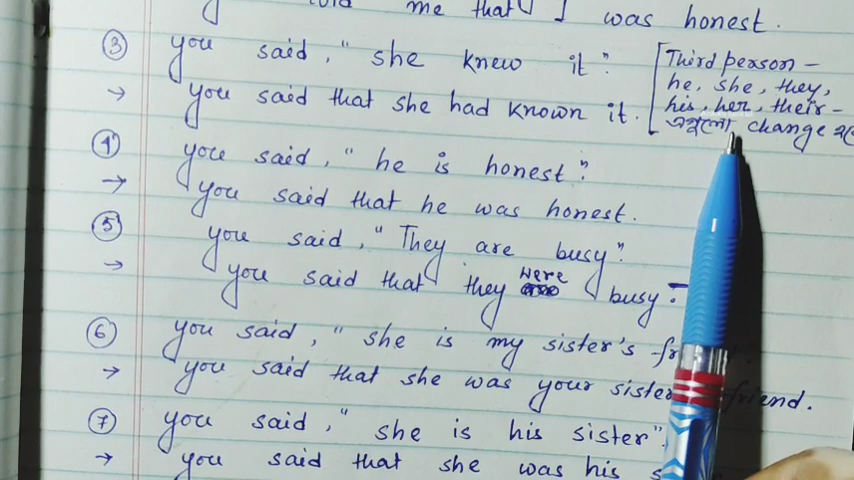 me that I was honest.
③ you said, " she knew it".
→ you said that she had known it.
[Third person –
he, she, they,
his, her, their –
এগুলো change
④ you said, " he is honest".
→ you said that he was honest.
⑤ you said, " They are busy".
→ you said that they were busy.
⑥ you said, " she is my sister's
→ you said that she was your sister friend.
⑦ you said, " she is his sister".
→ you said that she was his